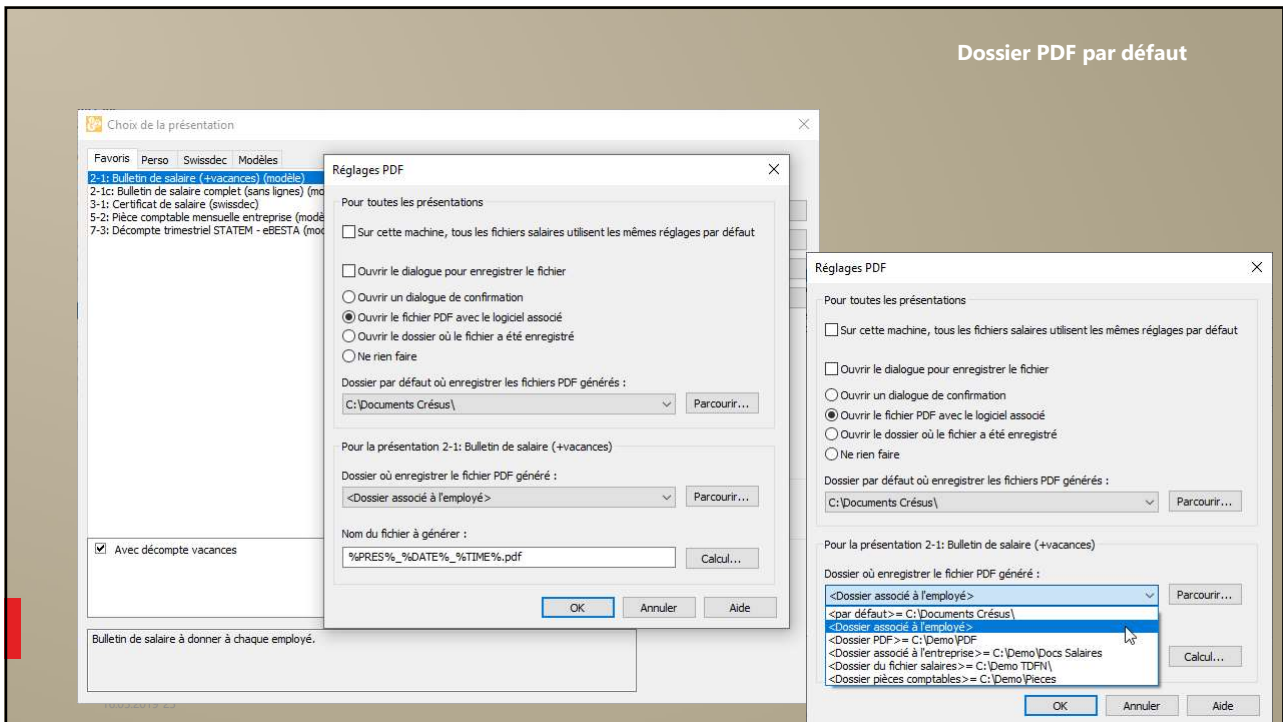 Dossier PDF par défaut
Choix de la présentation
Favoris Perso Swissdec Modèles
2-1: Bulletin de salaire (+vacances) (modèle)
2-1c: Bulletin de salaire complet (sans lignes) (mo
3-1: Certificat de salaire (swissdec)
5-2: Pièce comptable mensuelle entreprise (modè
7-3: Décompte trimestriel STATEM - eBESTA (mod
Avec décompte vacances
Bulletin de salaire à donner à chaque employé.
Réglages PDF
Pour toutes les présentations
Sur cette machine, tous les fichiers salaires utilisent les mêmes réglages par défaut
Ouvrir le dialogue pour enregistrer le fichier
Ouvrir un dialogue de confirmation
Ouvrir le fichier PDF avec le logiciel associé
Ouvrir le dossier où le fichier a été enregistré
Ne rien faire
Dossier par défaut où enregistrer les fichiers PDF générés :
C:\Documents Crésus\ Parcourir...
Pour la présentation 2-1: Bulletin de salaire (+vacances)
Dossier où enregistrer le fichier PDF généré :
<Dossier associé à l'employé> Parcourir...
Nom du fichier à générer :
%PRES%_%DATE%_%TIME%.pdf Calcul...
OK Annuler Aide
Réglages PDF
Pour toutes les présentations
Sur cette machine, tous les fichiers salaires utilisent les mêmes réglages par défaut
Ouvrir le dialogue pour enregistrer le fichier
Ouvrir un dialogue de confirmation
Ouvrir le fichier PDF avec le logiciel associé
Ouvrir le dossier où le fichier a été enregistré
Ne rien faire
Dossier par défaut où enregistrer les fichiers PDF générés :
C:\Documents Crésus\ Parcourir...
Pour la présentation 2-1: Bulletin de salaire (+vacances)
Dossier où enregistrer le fichier PDF généré :
<Dossier associé à l'employé> Parcourir...
<par défaut>= C:\Documents Crésus\
<Dossier associé à l'employé>
<Dossier PDF>= C:\Demo\PDF
<Dossier associé à l'entreprise>= C:\Demo\Docs Salaires
<Dossier du fichier salaires>= C:\Demo TDFN\
<Dossier pièces comptables>= C:\Demo\Pieces
Calcul...
OK Annuler Aide